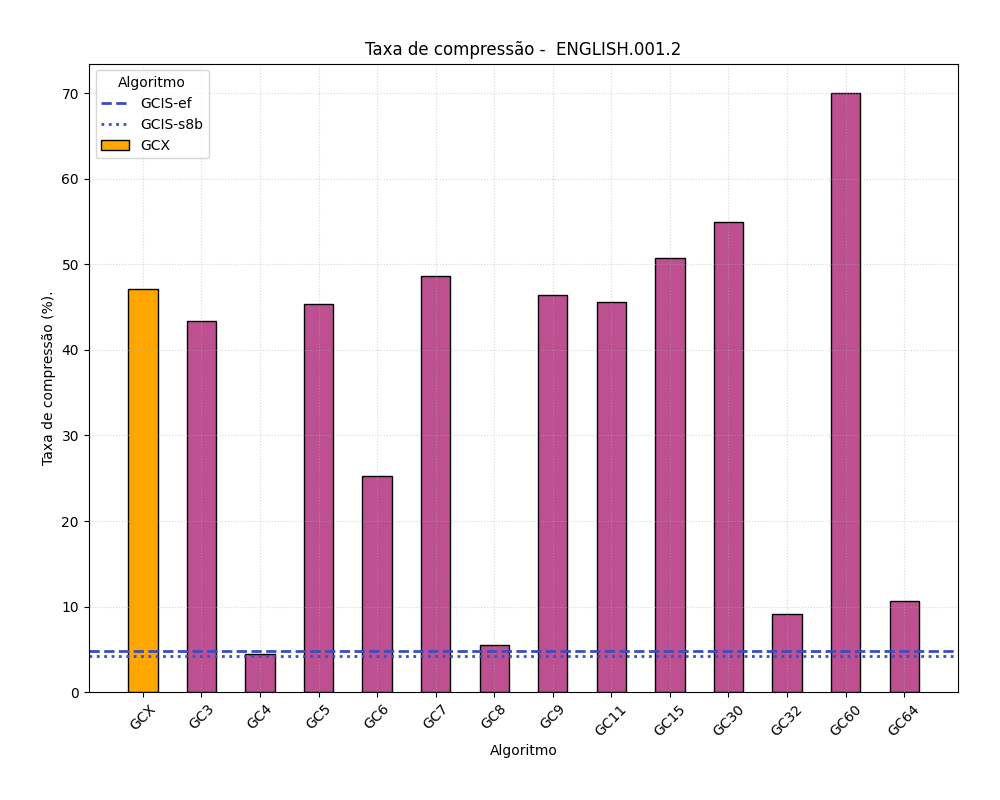 Taxa de compressão -  ENGLISH.001.2
Algoritmo
GCIS-ef
GCIS-s8b
GCX
Taxa de compressão (%).
70
60
50
40
30
20
10
0
GCX
GC3
GC4
GC5
GC6
GC7
GC8
GC9
GC11
GC15
GC30
GC32
GC60
GC64
Algoritmo